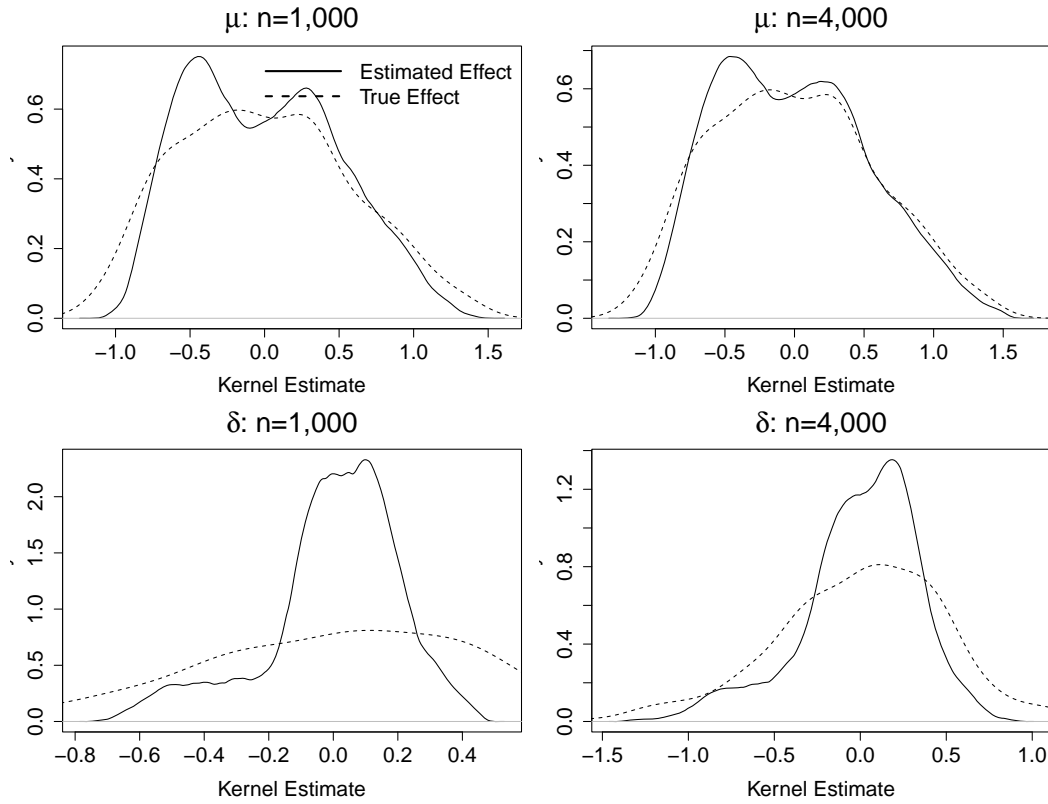 μ: n=1,000
Estimated Effect
True Effect
0.0 0.2 0.4 0.6
−1.0 −0.5 0.0 0.5 1.0 1.5
Kernel Estimate
μ: n=4,000
0.0 0.2 0.4 0.6
−1.0 −0.5 0.0 0.5 1.0 1.5
Kernel Estimate
δ: n=1,000
0.0 0.5 1.0 1.5 2.0
−0.8 −0.6 −0.4 −0.2 0.0 0.2 0.4
Kernel Estimate
δ: n=4,000
0.0 0.4 0.8 1.2
−1.5 −1.0 −0.5 0.0 0.5 1.0
Kernel Estimate